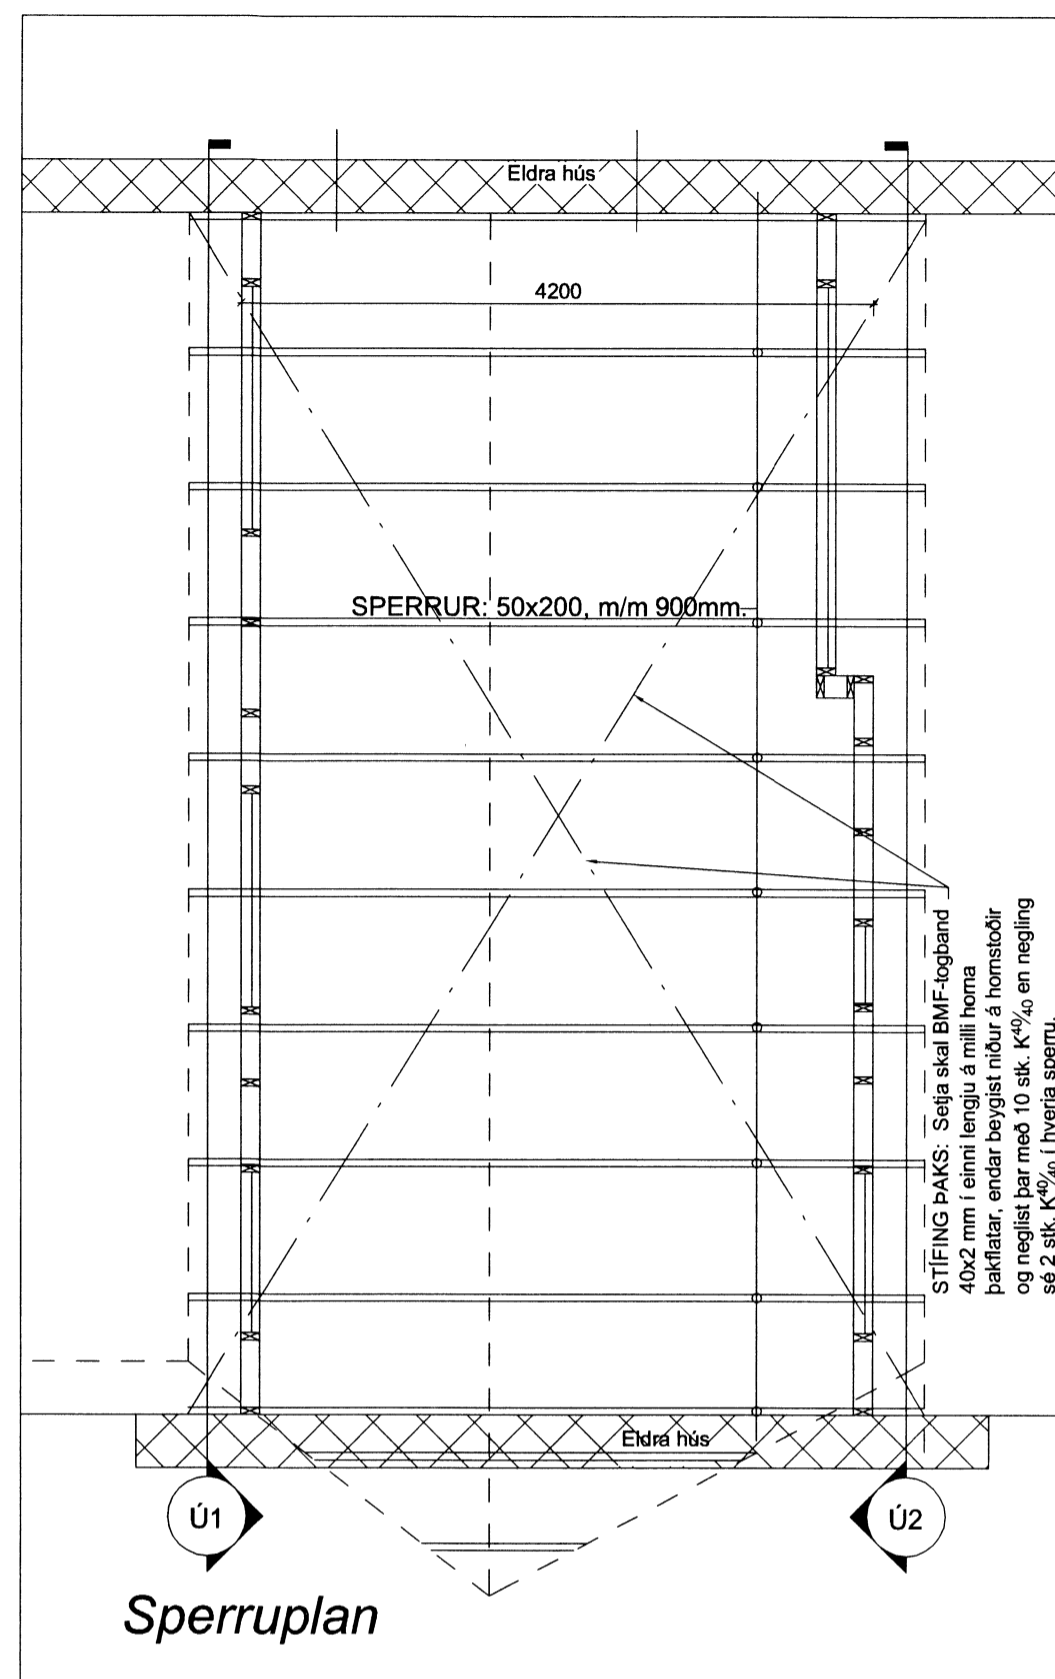 Eldra hús
4200
SPERRUR: 50x200, m/m 900mm.
STÍFING ÞAKS: Setja skal BMF-togband
40x2 mm í einni lengju á milli horna
þakflatar, endar beygist niður á hornstoðir
og neglist þar með 10 stk. K40/40 en negling
sé 2 stk. K40/40 í hverja sperru.
Eldra hús
Ú1
Ú2
Sperruplan